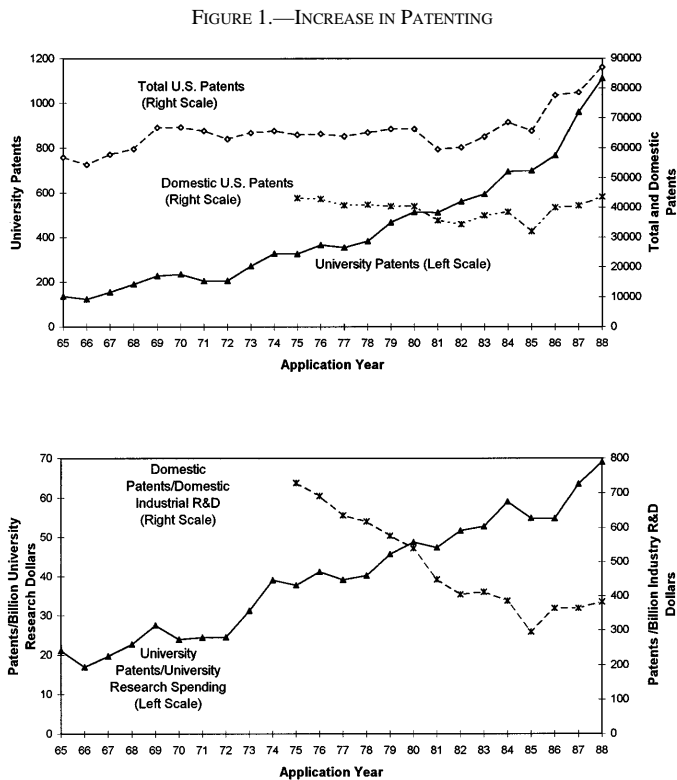 FIGURE 1.—INCREASE IN PATENTING
1200
1000
800
600
400
200
0
University Patents
90000
80000
70000
60000
50000
40000
30000
20000
10000
0
Total and Domestic
Patents
Total U.S. Patents
(Right Scale)
Domestic U.S. Patents
(Right Scale)
University Patents (Left Scale)
65 66 67 68 69 70 71 72 73 74 75 76 77 78 79 80 81 82 83 84 85 86 87 88
Application Year
70
60
50
40
30
20
10
0
Patents/Billion University
Research Dollars
800
700
600
500
400
300
200
100
0
Patents /Billion Industry R&D
Dollars
Domestic
Patents/Domestic
Industrial R&D
(Right Scale)
University
Patents/University
Research Spending
(Left Scale)
65 66 67 68 69 70 71 72 73 74 75 76 77 78 79 80 81 82 83 84 85 86 87 88
Application Year